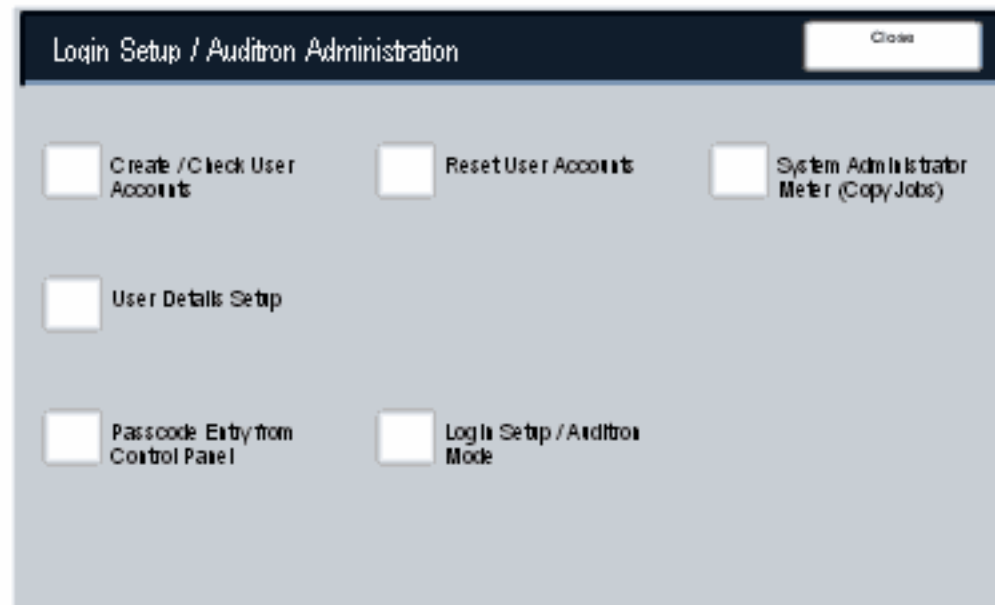 Login Setup / Auditron Administration
Close
Create / Check User
Accounts
Reset User Accounts
System Administrator
Meter (Copy Jobs)
User Details Setup
Passcode Entry from
Control Panel
Login Setup / Auditron
Mode